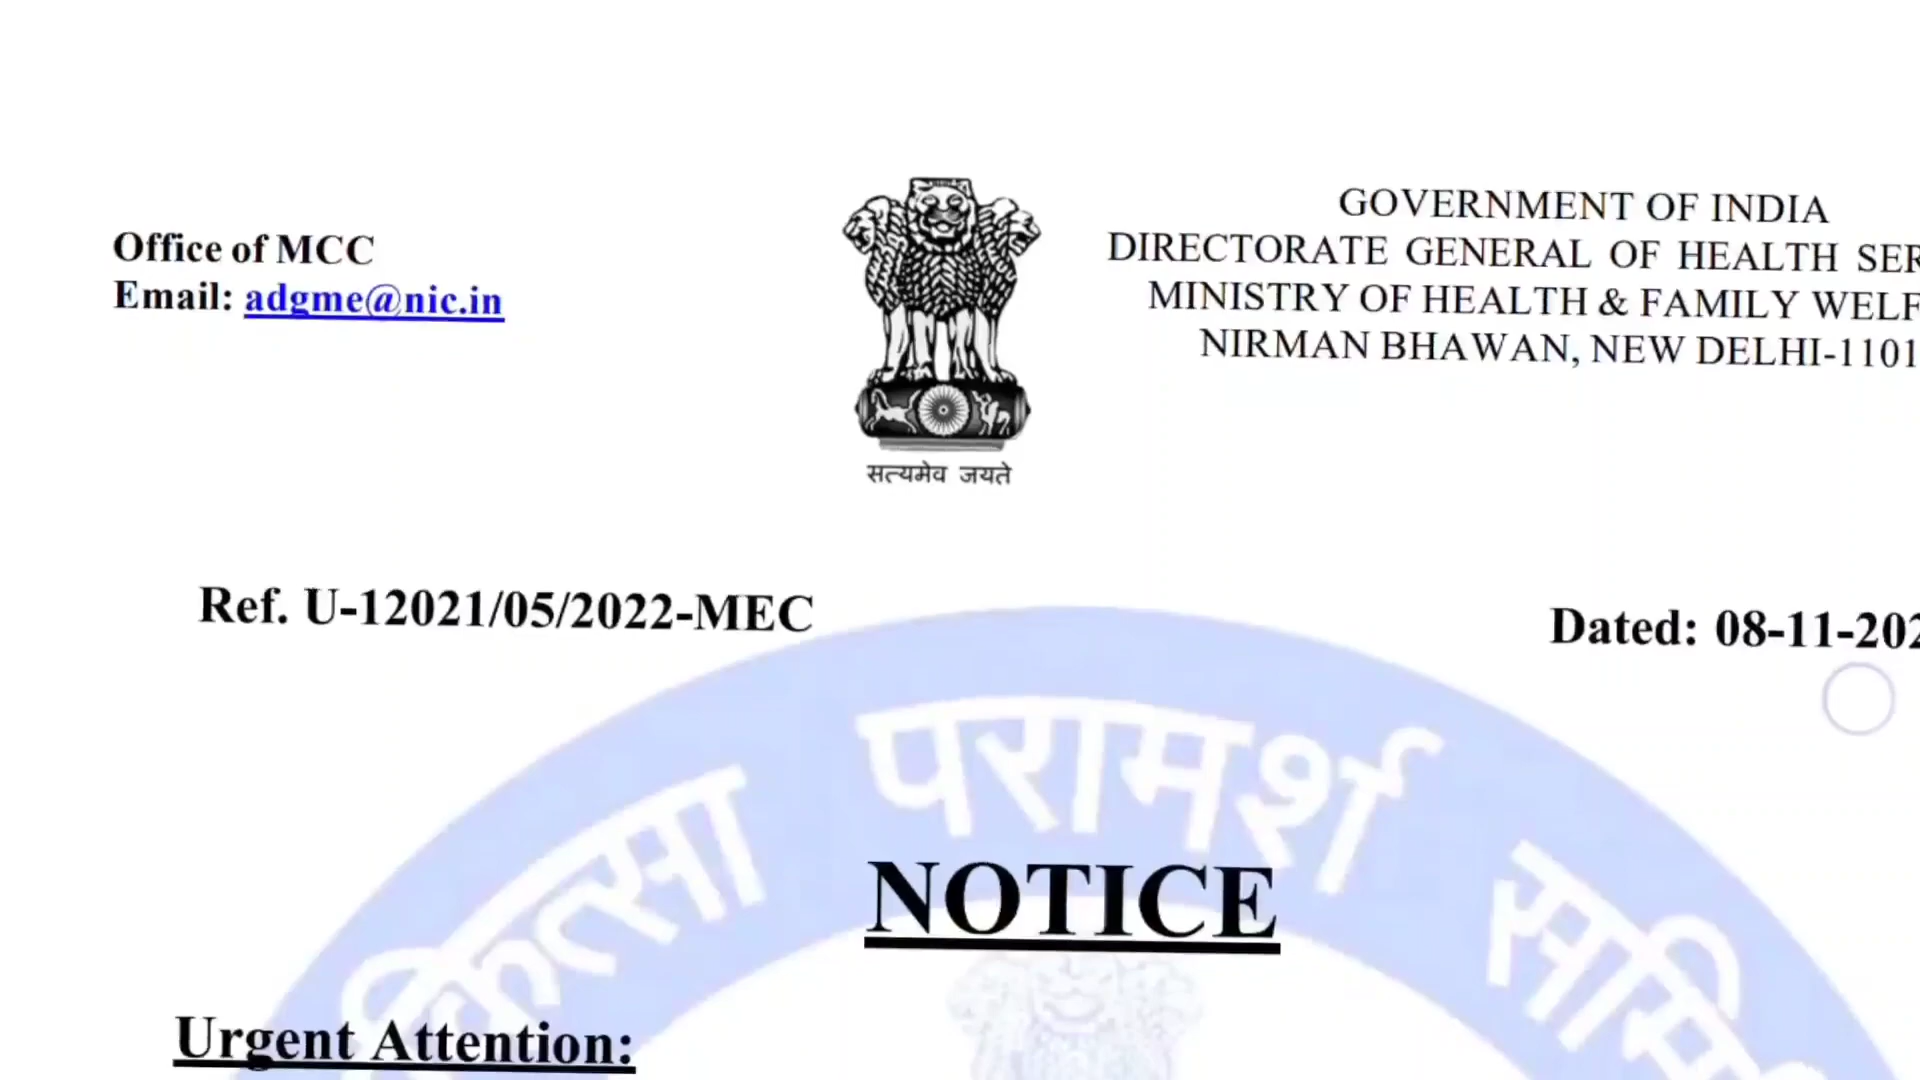 Office of MCC
Email: adgme@nic.in
सत्यमेव जयते
GOVERNMENT OF INDIA
DIRECTORATE GENERAL OF HEALTH SER
MINISTRY OF HEALTH & FAMILY WELF
NIRMAN BHAWAN, NEW DELHI-1101
Ref. U-12021/05/2022-MEC
Dated: 08-11-202
परामर्श
NOTICE
Urgent Attention: